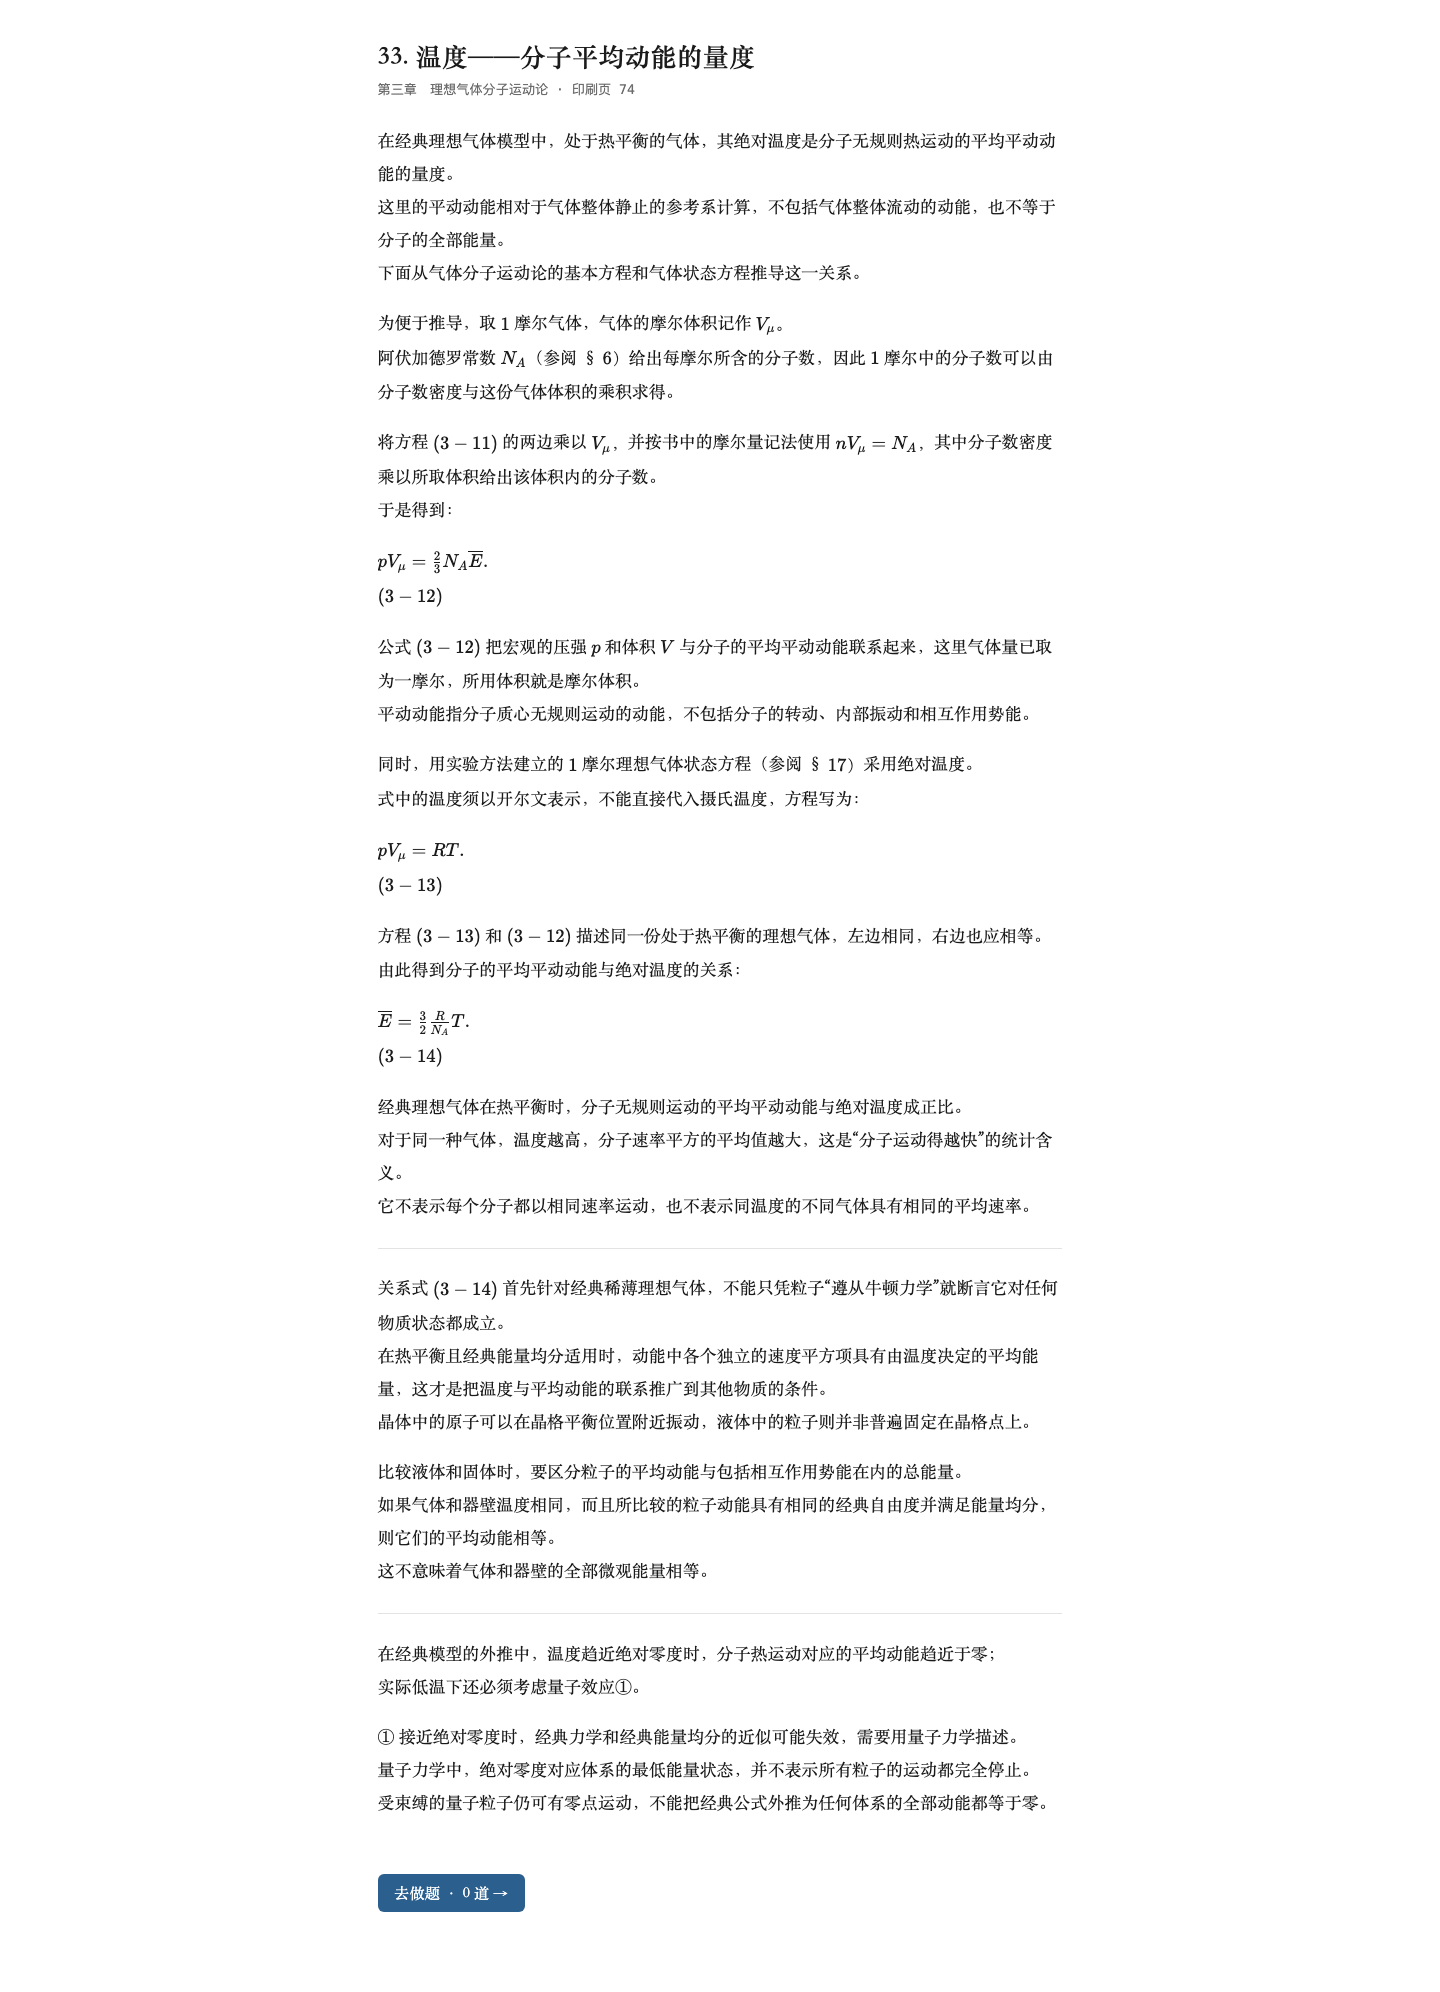 33. 温度——分子平均动能的量度
第三章 理想气体分子运动论 · 印刷页 74
在经典理想气体模型中，处于热平衡的气体，其绝对温度是分子无规则热运动的平均平动动
能的量度。
这里的平动动能相对于气体整体静止的参考系计算，不包括气体整体流动的动能，也不等于
分子的全部能量。
下面从气体分子运动论的基本方程和气体状态方程推导这一关系。
为便于推导，取 1 摩尔气体，气体的摩尔体积记作 $V_\mu$。
阿伏加德罗常数 $N_A$（参阅 § 6）给出每摩尔所含的分子数，因此 1 摩尔中的分子数可以由
分子数密度与这份气体体积的乘积求得。
将方程 (3 − 11) 的两边乘以 $V_\mu$，并按书中的摩尔量记法使用 $nV_\mu = N_A$，其中分子数密度
乘以所取体积给出该体积内的分子数。
于是得到：
$pV_\mu = \frac{2}{3}N_A\overline{E}.$
(3 − 12)
公式 (3 − 12) 把宏观的压强 $p$ 和体积 $V$ 与分子的平均平动动能联系起来，这里气体量已取
为一摩尔，所用体积就是摩尔体积。
平动动能指分子质心无规则运动的动能，不包括分子的转动、内部振动和相互作用势能。
同时，用实验方法建立的 1 摩尔理想气体状态方程（参阅 § 17）采用绝对温度。
式中的温度须以开尔文表示，不能直接代入摄氏温度，方程写为：
$pV_\mu = RT.$
(3 − 13)
方程 (3 − 13) 和 (3 − 12) 描述同一份处于热平衡的理想气体，左边相同，右边也应相等。
由此得到分子的平均平动动能与绝对温度的关系：
$\overline{E} = \frac{3}{2}\frac{R}{N_A}T.$
(3 − 14)
经典理想气体在热平衡时，分子无规则运动的平均平动动能与绝对温度成正比。
对于同一种气体，温度越高，分子速率平方的平均值越大，这是“分子运动得越快”的统计含
义。
它不表示每个分子都以相同速率运动，也不表示同温度的不同气体具有相同的平均速率。
关系式 (3 − 14) 首先针对经典稀薄理想气体，不能只凭粒子“遵从牛顿力学”就断言它对任何
物质状态都成立。
在热平衡且经典能量均分适用时，动能中各个独立的速度平方项具有由温度决定的平均能
量，这才是把温度与平均动能的联系推广到其他物质的条件。
晶体中的原子可以在晶格平衡位置附近振动，液体中的粒子则并非普遍固定在晶格点上。
比较液体和固体时，要区分粒子的平均动能与包括相互作用势能在内的总能量。
如果气体和器壁温度相同，而且所比较的粒子动能具有相同的经典自由度并满足能量均分，
则它们的平均动能相等。
这不意味着气体和器壁的全部微观能量相等。
在经典模型的外推中，温度趋近绝对零度时，分子热运动对应的平均动能趋近于零；
实际低温下还必须考虑量子效应①。
① 接近绝对零度时，经典力学和经典能量均分的近似可能失效，需要用量子力学描述。
量子力学中，绝对零度对应体系的最低能量状态，并不表示所有粒子的运动都完全停止。
受束缚的量子粒子仍可有零点运动，不能把经典公式外推为任何体系的全部动能都等于零。
去做题 · 0 道 →